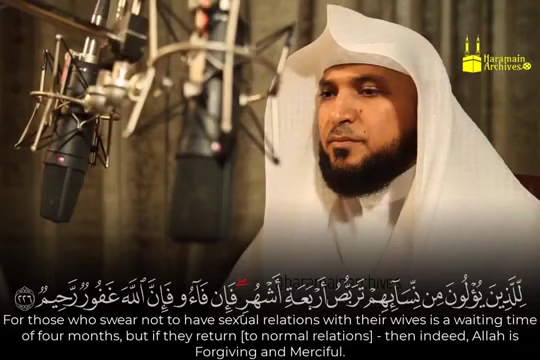 Haramain
Archives
لِّلَّذِينَ يُؤْلُونَ مِن نِّسَآئِهِمْ تَرَبُّصُ أَرْبَعَةِ أَشْهُرٍ ۖ فَإِن فَآءُو فَإِنَّ ٱللَّهَ غَفُورٌ رَّحِيمٌ ٢٢٦
For those who swear not to have sexual relations with their wives is a waiting time
of four months, but if they return [to normal relations] - then indeed, Allah is
Forgiving and Merciful.